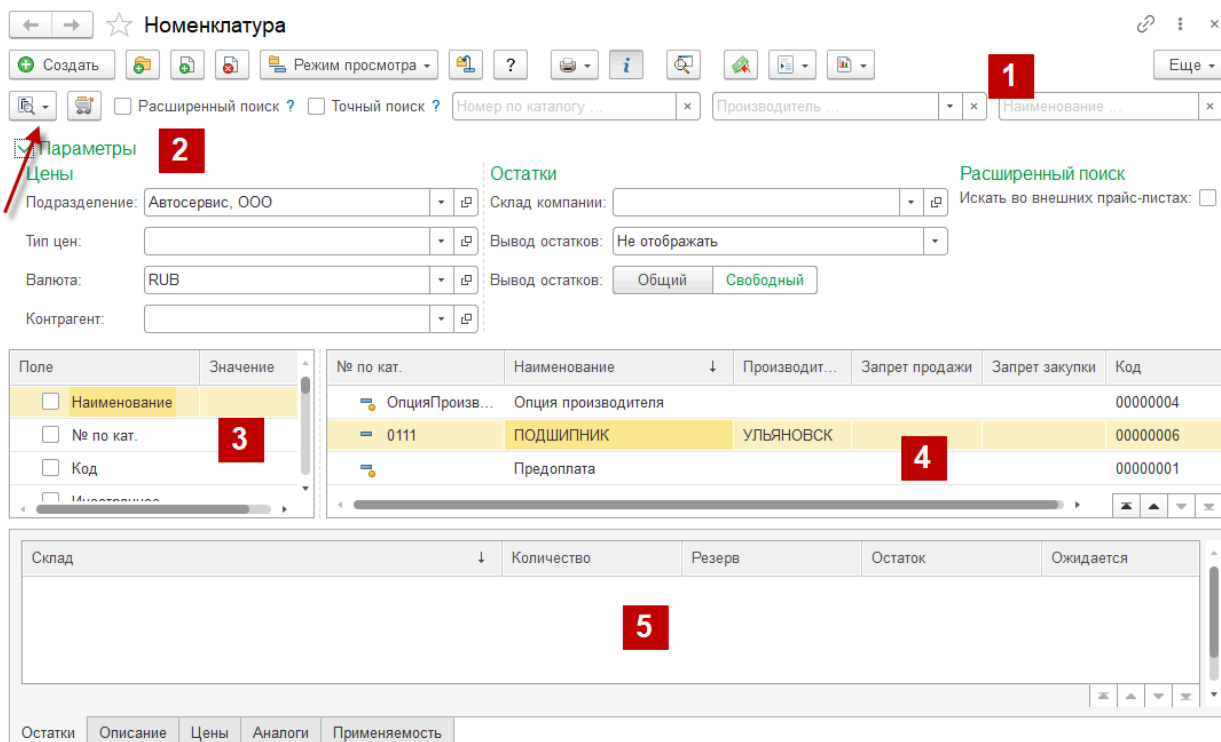 Номенклатура
Создать Режим просмотра ? i Еще
1
Расширенный поиск ? Точный поиск ? Номер по каталогу ... × Производитель ... × Наименование ... ×
Параметры
2
Цены Остатки Расширенный поиск
Подразделение: Автосервис, ООО Склад компании: Искать во внешних прайс-листах:
Тип цен: Вывод остатков: Не отображать
Валюта: RUB Вывод остатков: Общий Свободный
Контрагент:
Поле Значение № по кат. Наименование ↓ Производит... Запрет продажи Запрет закупки Код
Наименование ОпцияПроизв... Опция производителя 00000004
№ по кат. 0111 ПОДШИПНИК УЛЬЯНОВСК 00000006
3
4
Код Предоплата 00000001
Склад ↓ Количество Резерв Остаток Ожидается
5
Остатки Описание Цены Аналоги Применяемость